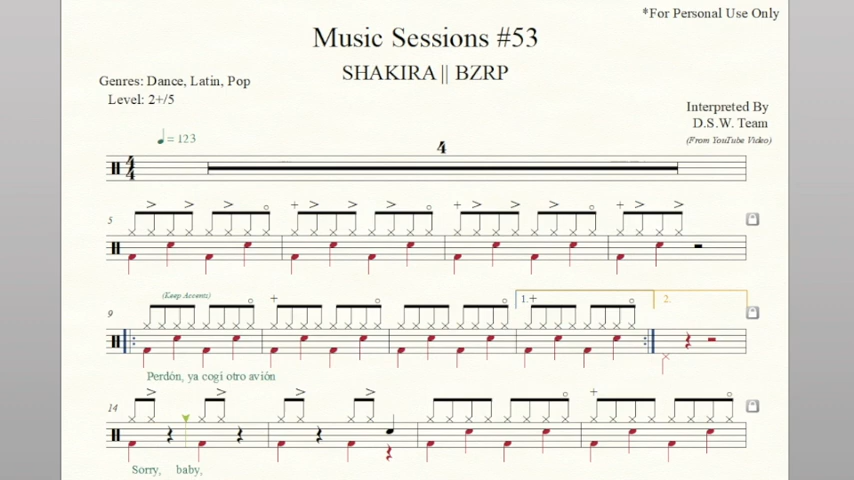 *For Personal Use Only
Music Sessions #53
SHAKIRA || BZRP
Genres: Dance, Latin, Pop
Level: 2+/5
Interpreted By
D.S.W. Team
(From YouTube Video)
= 123
4
4
4
5
(Keep Accents)
1.
2.
9
Perdón, ya cogí otro avión
14
Sorry, baby,